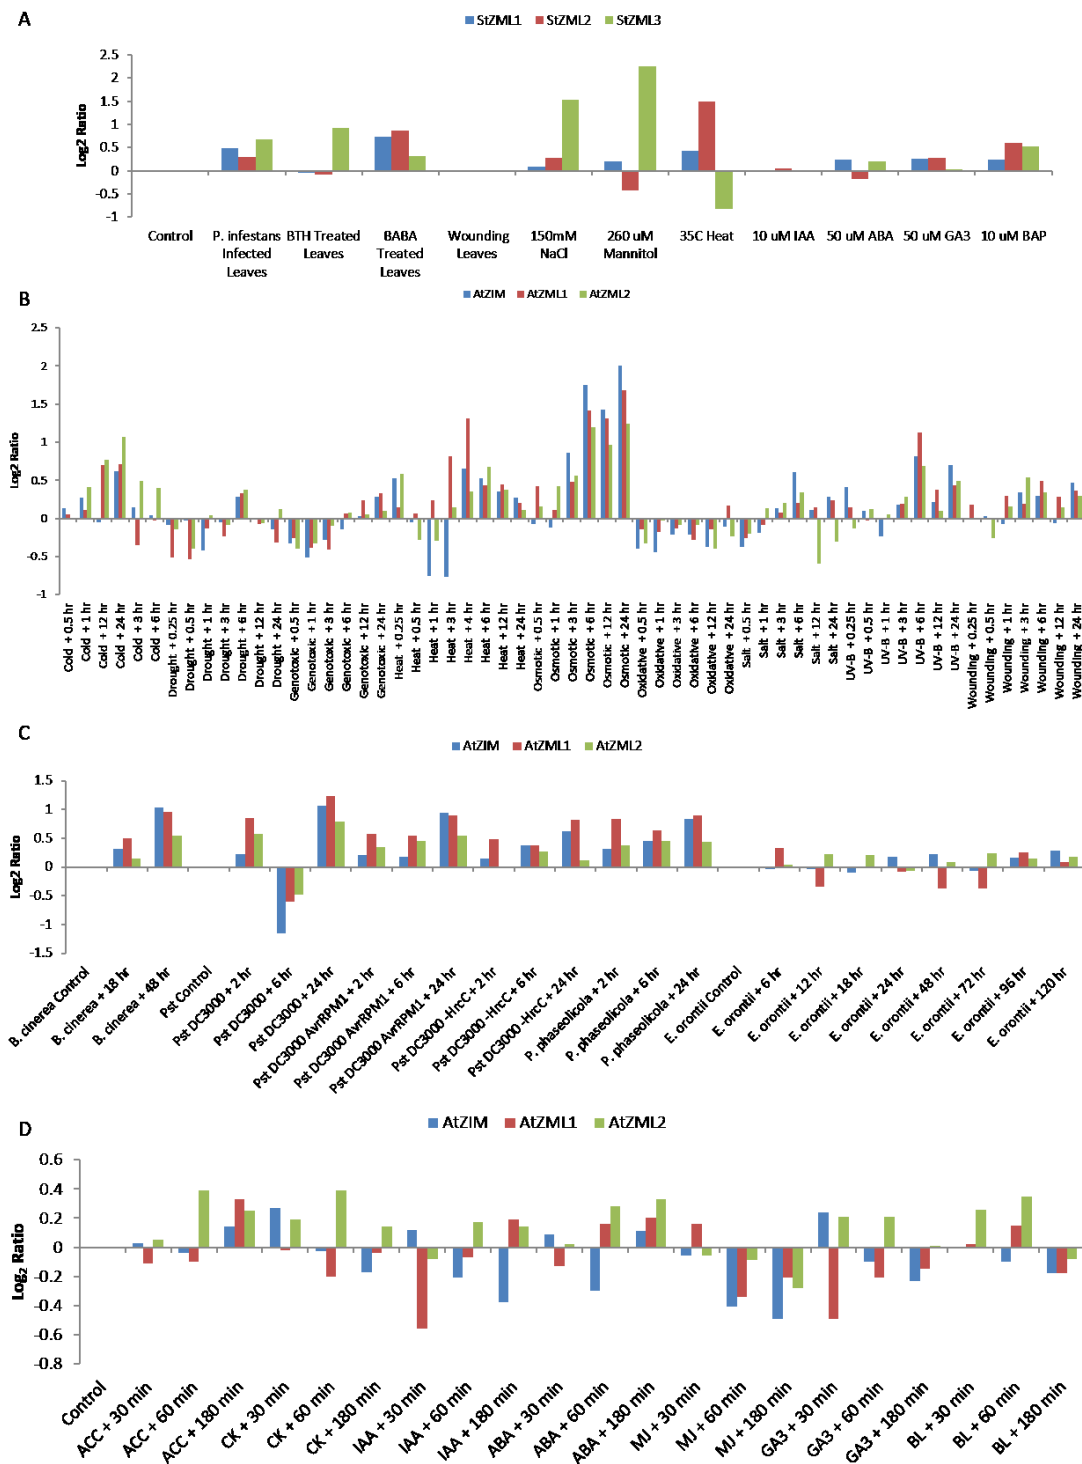 A
StZML1 StZML2 StZML3
2.5
2
1.5
1
0.5
0
-0.5
-1
Log2 Ratio
Control
P. infestans Infected Leaves
BTH Treated Leaves
BABA Treated Leaves
Wounding Leaves
150mM NaCl
260 uM Mannitol
35C Heat
10 uM IAA
50 uM ABA
50 uM GA3
10 uM BAP
B
AtZIM AtZML1 AtZML2
2.5
2
1.5
1
0.5
0
-0.5
-1
Log2 Ratio
Cold + 0.5 hr
Cold + 1 hr
Cold + 12 hr
Cold + 24 hr
Cold + 3 hr
Cold + 6 hr
Drought + 0.25 hr
Drought + 0.5 hr
Drought + 1 hr
Drought + 3 hr
Drought + 6 hr
Drought + 12 hr
Drought + 24 hr
Genotoxic + 0.5 hr
Genotoxic + 1 hr
Genotoxic + 3 hr
Genotoxic + 6 hr
Genotoxic + 12 hr
Genotoxic + 24 hr
Heat + 0.25 hr
Heat + 0.5 hr
Heat + 1 hr
Heat + 3 hr
Heat + 4 hr
Heat + 6 hr
Heat + 12 hr
Heat + 24 hr
Osmotic + 0.5 hr
Osmotic + 1 hr
Osmotic + 3 hr
Osmotic + 6 hr
Osmotic + 12 hr
Osmotic + 24 hr
Oxidative + 0.5 hr
Oxidative + 1 hr
Oxidative + 3 hr
Oxidative + 6 hr
Oxidative + 12 hr
Oxidative + 24 hr
Salt + 0.5 hr
Salt + 1 hr
Salt + 3 hr
Salt + 6 hr
Salt + 12 hr
Salt + 24 hr
UV-B + 0.25 hr
UV-B + 0.5 hr
UV-B + 1 hr
UV-B + 3 hr
UV-B + 6 hr
UV-B + 12 hr
UV-B + 24 hr
Wounding + 0.25 hr
Wounding + 0.5 hr
Wounding + 1 hr
Wounding + 3 hr
Wounding + 6 hr
Wounding + 12 hr
Wounding + 24 hr
C
AtZIM AtZML1 AtZML2
1.5
1
0.5
0
-0.5
-1
-1.5
Log2 Ratio
B. cinerea Control
B. cinerea + 18 hr
B. cinerea + 48 hr
Pst Control
Pst DC3000 + 2 hr
Pst DC3000 + 6 hr
Pst DC3000 + 24 hr
Pst DC3000 AvrRPM1 + 2 hr
Pst DC3000 AvrRPM1 + 6 hr
Pst DC3000 AvrRPM1 + 24 hr
Pst DC3000 -HrcC + 2 hr
Pst DC3000 -HrcC + 6 hr
Pst DC3000 -HrcC + 24 hr
P. phaseolicola + 2 hr
P. phaseolicola + 6 hr
P. phaseolicola + 24 hr
E. orontii Control
E. orontii + 6 hr
E. orontii + 12 hr
E. orontii + 18 hr
E. orontii + 24 hr
E. orontii + 48 hr
E. orontii + 72 hr
E. orontii + 96 hr
E. orontii + 120 hr
D
AtZIM AtZML1 AtZML2
0.6
0.4
0.2
0
-0.2
-0.4
-0.6
-0.8
Log₂ Ratio
Control
ACC + 30 min
ACC + 60 min
ACC + 180 min
CK + 30 min
CK + 60 min
CK + 180 min
IAA + 30 min
IAA + 60 min
IAA + 180 min
ABA + 30 min
ABA + 60 min
ABA + 180 min
MJ + 30 min
MJ + 60 min
MJ + 180 min
GA3 + 30 min
GA3 + 60 min
GA3 + 180 min
BL + 30 min
BL + 60 min
BL + 180 min